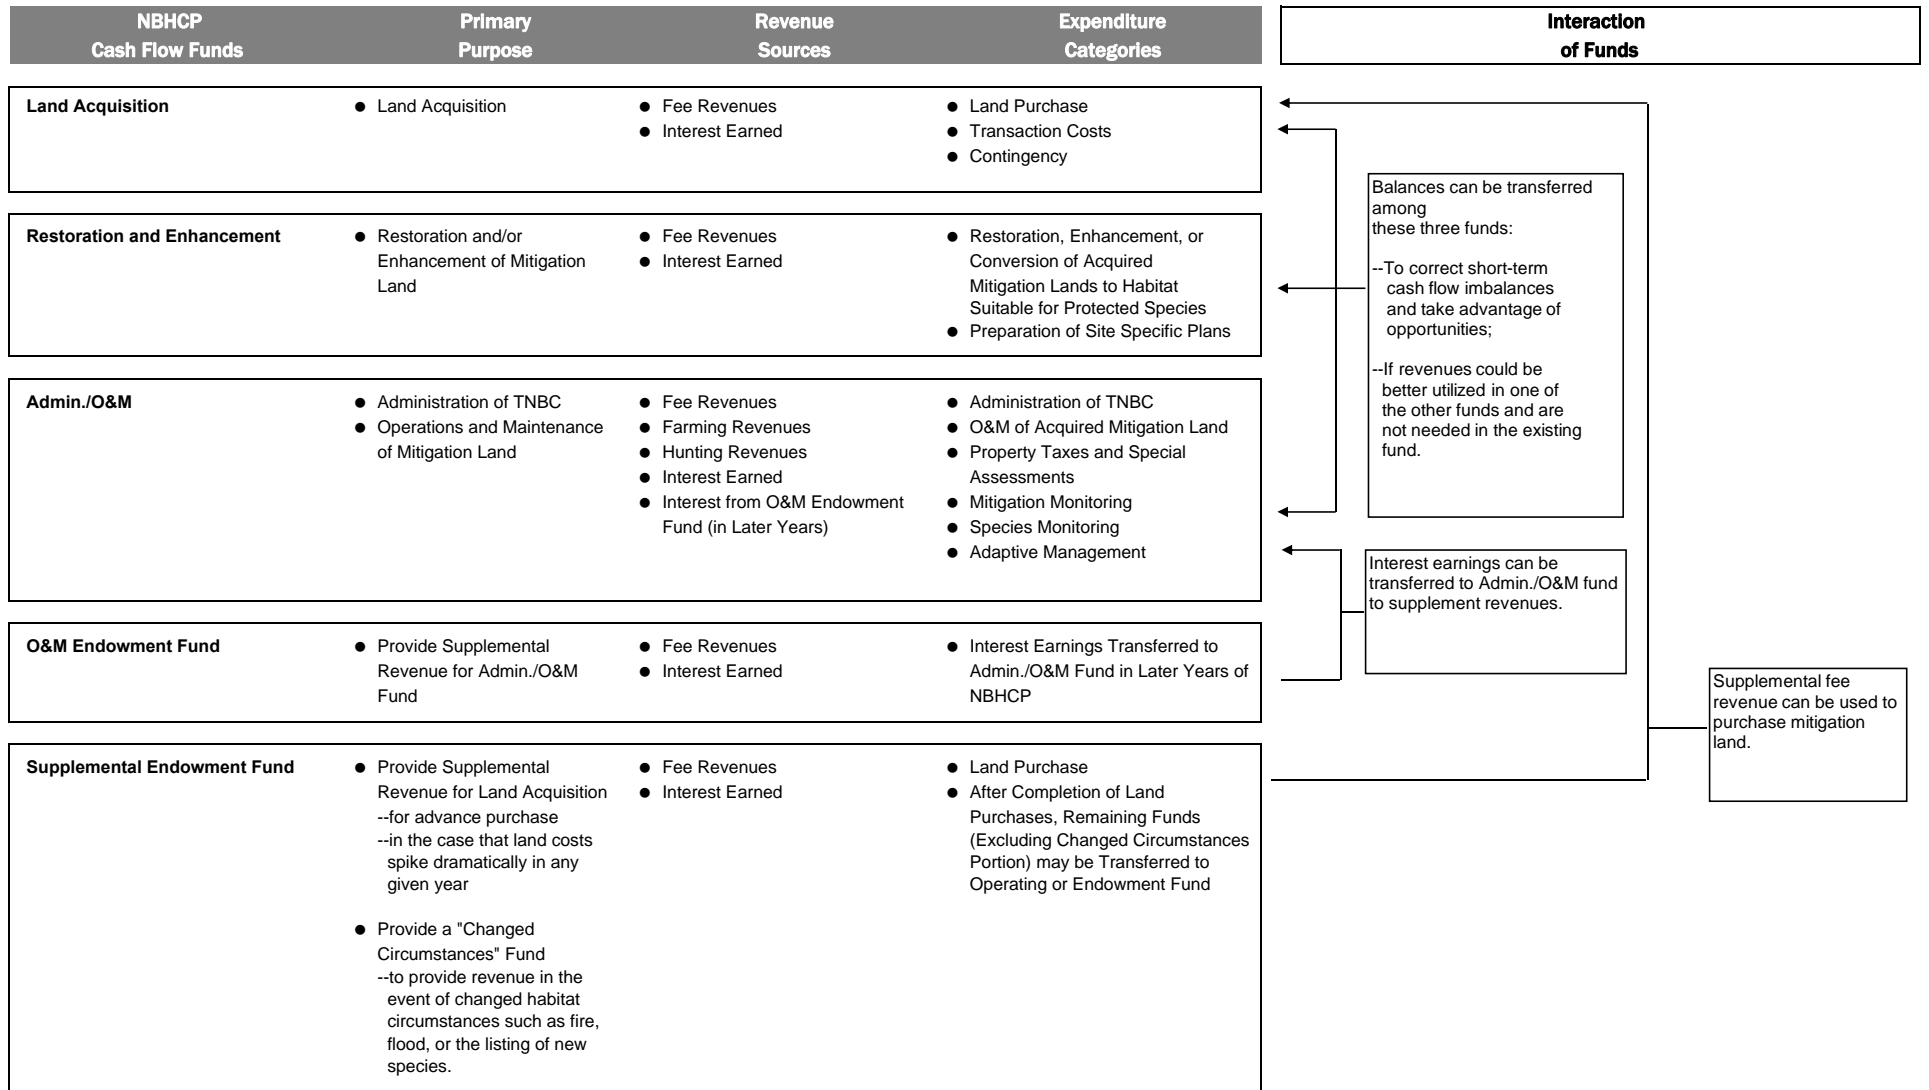 NBHCP
Cash Flow Funds
Primary
Purpose
Revenue
Sources
Expenditure
Categories
Interaction
of Funds
Land Acquisition
● Land Acquisition
● Fee Revenues
● Interest Earned
● Land Purchase
● Transaction Costs
● Contingency
Restoration and Enhancement
● Restoration and/or
Enhancement of Mitigation
Land
● Fee Revenues
● Interest Earned
● Restoration, Enhancement, or
Conversion of Acquired
Mitigation Lands to Habitat
Suitable for Protected Species
● Preparation of Site Specific Plans
Admin./O&M
● Administration of TNBC
● Operations and Maintenance
of Mitigation Land
● Fee Revenues
● Farming Revenues
● Hunting Revenues
● Interest Earned
● Interest from O&M Endowment
Fund (in Later Years)
● Administration of TNBC
● O&M of Acquired Mitigation Land
● Property Taxes and Special
Assessments
● Mitigation Monitoring
● Species Monitoring
● Adaptive Management
O&M Endowment Fund
● Provide Supplemental
Revenue for Admin./O&M
Fund
● Fee Revenues
● Interest Earned
● Interest Earnings Transferred to
Admin./O&M Fund in Later Years of
NBHCP
Supplemental Endowment Fund
● Provide Supplemental
Revenue for Land Acquisition
--for advance purchase
--in the case that land costs
spike dramatically in any
given year
● Provide a "Changed
Circumstances" Fund
--to provide revenue in the
event of changed habitat
circumstances such as fire,
flood, or the listing of new
species.
● Fee Revenues
● Interest Earned
● Land Purchase
● After Completion of Land
Purchases, Remaining Funds
(Excluding Changed Circumstances
Portion) may be Transferred to
Operating or Endowment Fund
Balances can be transferred
among
these three funds:
--To correct short-term
cash flow imbalances
and take advantage of
opportunities;
--If revenues could be
better utilized in one of
the other funds and are
not needed in the existing
fund.
Interest earnings can be
transferred to Admin./O&M fund
to supplement revenues.
Supplemental fee
revenue can be used to
purchase mitigation
land.